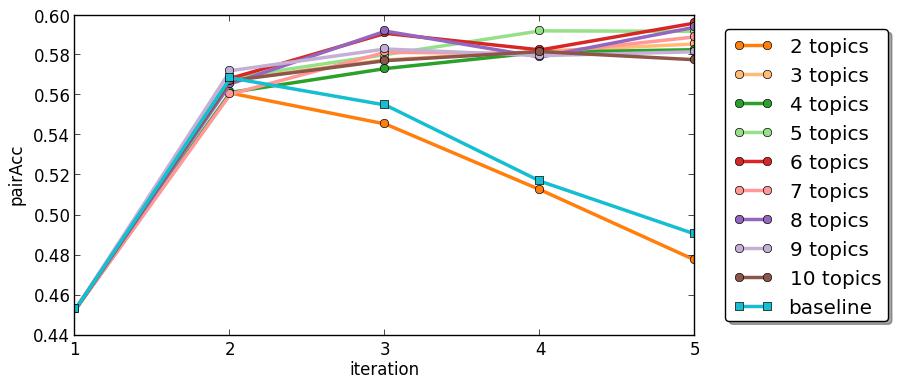 0.60
0.58
0.56
0.54
0.52
0.50
0.48
0.46
0.44
pairAcc
1 2 3 4 5
iteration
2 topics
3 topics
4 topics
5 topics
6 topics
7 topics
8 topics
9 topics
10 topics
baseline